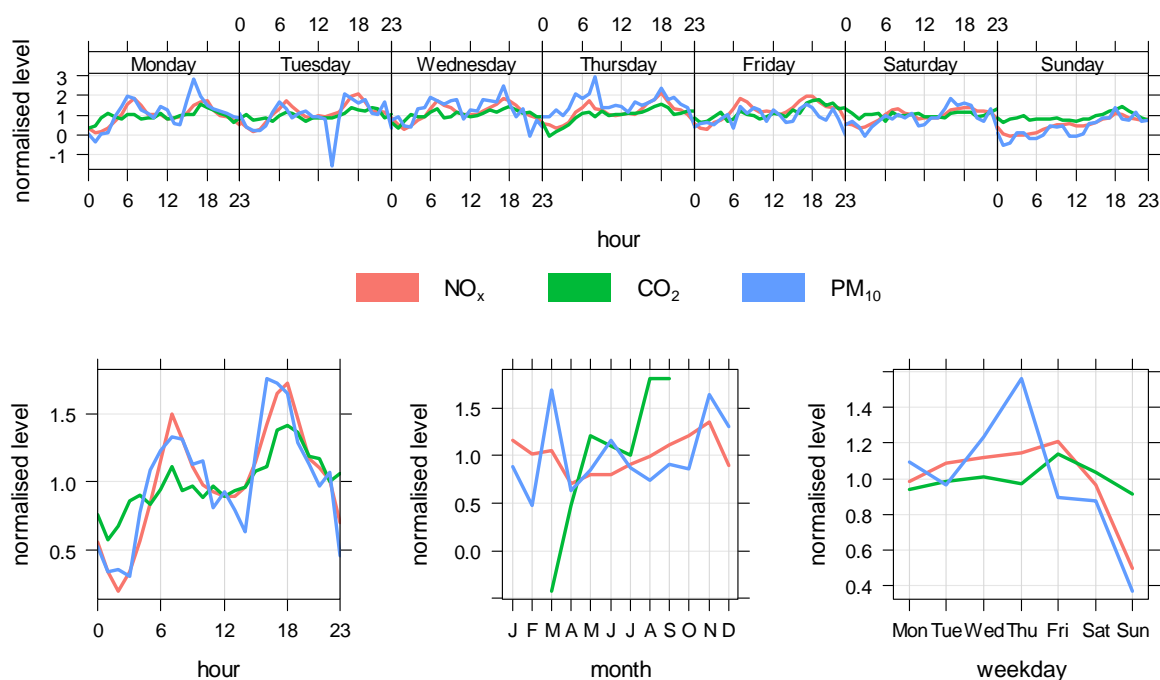 0 6 12 18 23 0 6 12 18 23 0 6 12 18 23
Monday Tuesday Wednesday Thursday Friday Saturday Sunday
normalised level
3
2
1
0
-1
0 6 12 18 23 0 6 12 18 23 0 6 12 18 23 0 6 12 18 23
hour
NOx CO2 PM10
normalised level
1.5
1.0
0.5
0 6 12 18 23
hour
normalised level
1.5
1.0
0.5
0.0
J F M A M J J A S O N D
month
normalised level
1.4
1.2
1.0
0.8
0.6
0.4
Mon Tue Wed Thu Fri Sat Sun
weekday